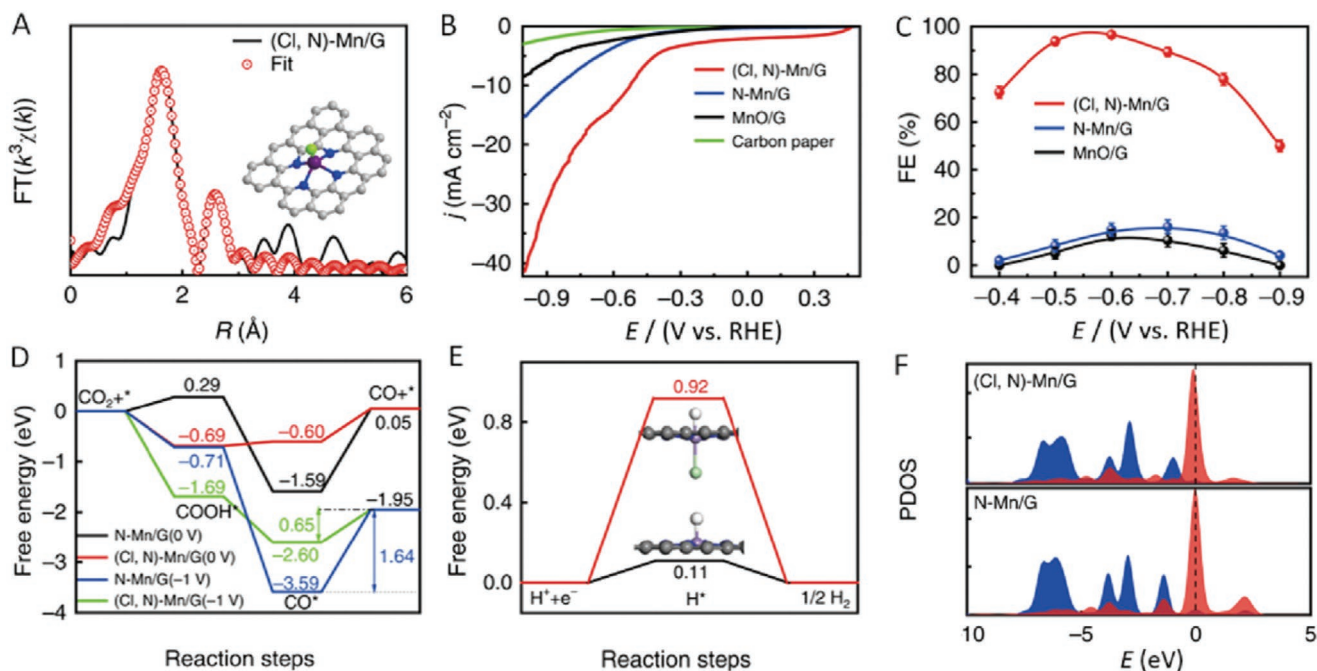 A
(Cl, N)-Mn/G
Fit
FT(k³χ(k))
0 2 4 6
R (Å)
B
0
−10
−20
−30
−40
(Cl, N)-Mn/G
N-Mn/G
MnO/G
Carbon paper
j (mA cm⁻²)
−0.9 −0.6 −0.3 0.0 0.3
E / (V vs. RHE)
C
100
80
60
40
20
0
(Cl, N)-Mn/G
N-Mn/G
MnO/G
FE (%)
−0.4 −0.5 −0.6 −0.7 −0.8 −0.9
E / (V vs. RHE)
D
1
0
−1
−2
−3
−4
Free energy (eV)
CO₂+*
0.29
CO+*
0.05
−0.69
−0.60
−0.71
−1.69
−1.59
COOH*
−1.95
0.65
−2.60
1.64
−3.59
CO*
N-Mn/G(0 V)
(Cl, N)-Mn/G(0 V)
N-Mn/G(−1 V)
(Cl, N)-Mn/G(−1 V)
Reaction steps
E
0.9
0.6
0.3
0.0
Free energy (eV)
0.92
0.11
H⁺+e⁻
H*
1/2 H₂
Reaction steps
F
(Cl, N)-Mn/G
N-Mn/G
PDOS
10 −5 0 5
E (eV)